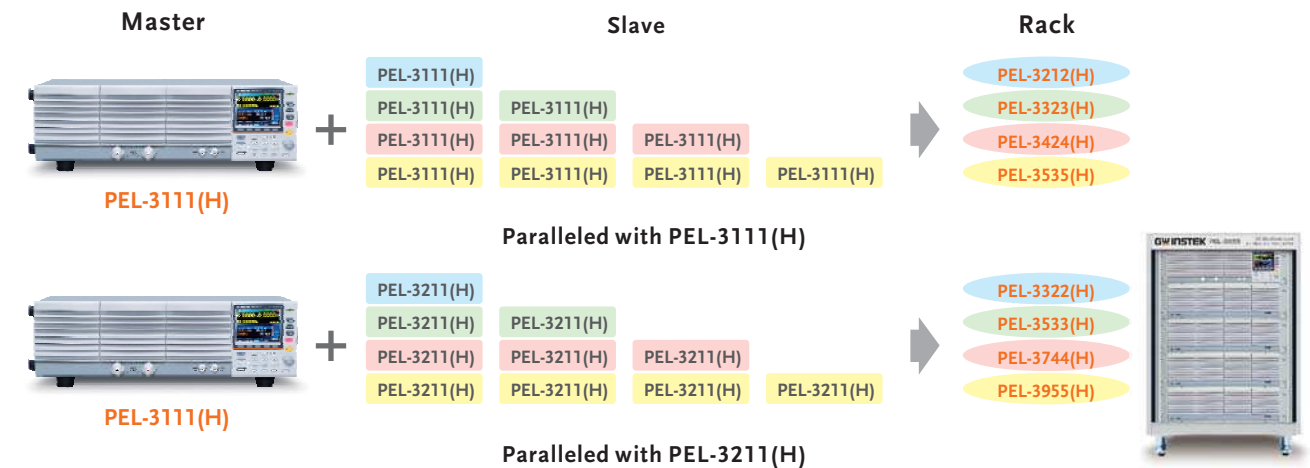 Master Slave Rack
PEL-3111(H) PEL-3212(H)
PEL-3111(H) PEL-3111(H) PEL-3323(H)
PEL-3111(H) PEL-3111(H) PEL-3111(H) PEL-3424(H)
PEL-3111(H) PEL-3111(H) PEL-3111(H) PEL-3111(H) PEL-3535(H)
PEL-3111(H)
Paralleled with PEL-3111(H)
GWINSTEK
PEL-3211(H) PEL-3322(H)
PEL-3211(H) PEL-3211(H) PEL-3533(H)
PEL-3211(H) PEL-3211(H) PEL-3211(H) PEL-3744(H)
PEL-3211(H) PEL-3211(H) PEL-3211(H) PEL-3211(H) PEL-3955(H)
PEL-3111(H)
Paralleled with PEL-3211(H)